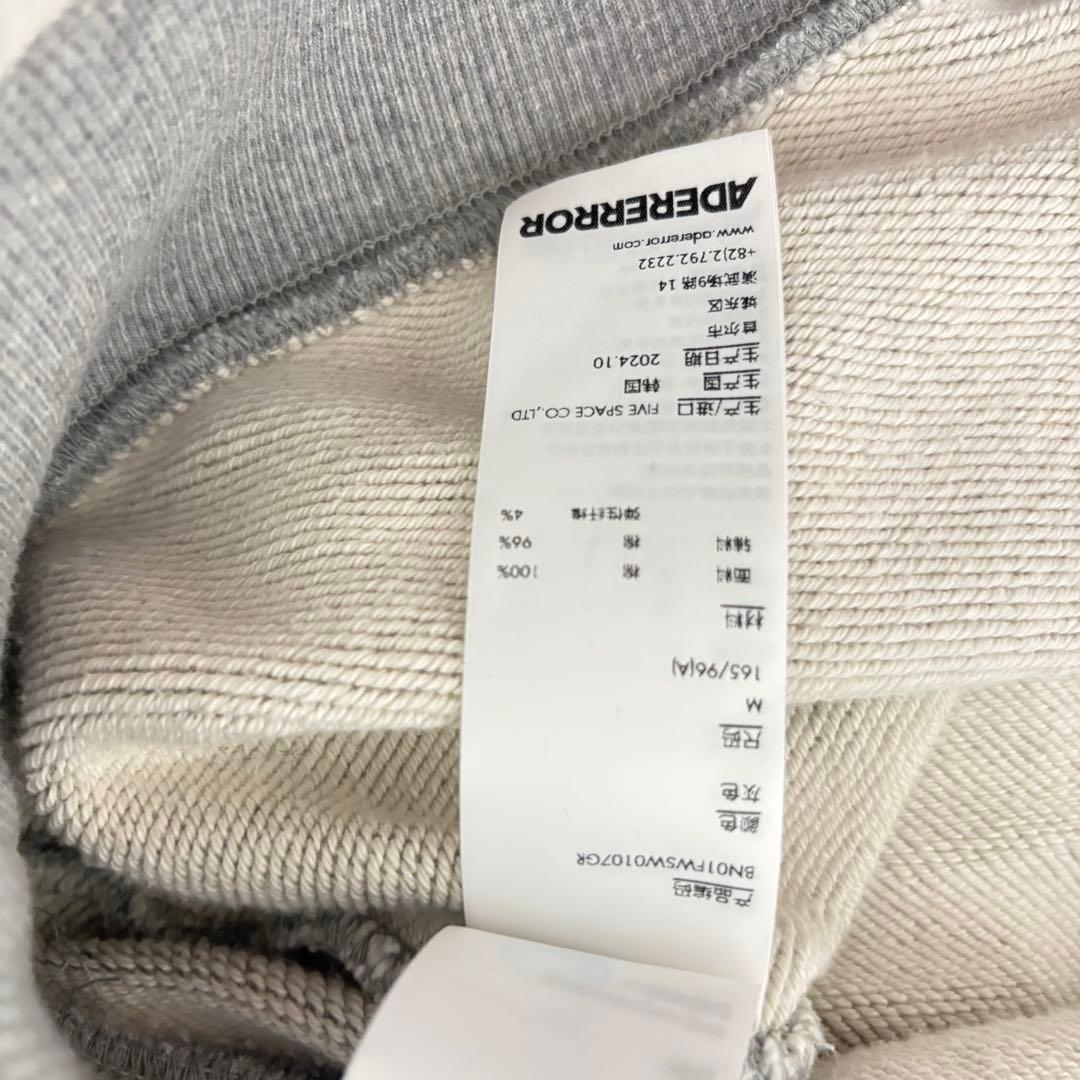 产品编码
BN01FWSW0107GR
颜色
灰色
尺码
M
165/96(A)
材料
面料 棉 100%
辅料 棉 96%
弹性纤维 4%
生产/进口 FIVE SPACE CO.,LTD
生产国 韩国
生产日期 2024.10
首尔市
城东区
演武场9路 14
+82)2.792.2232
www.adererror.com
ADERERROR